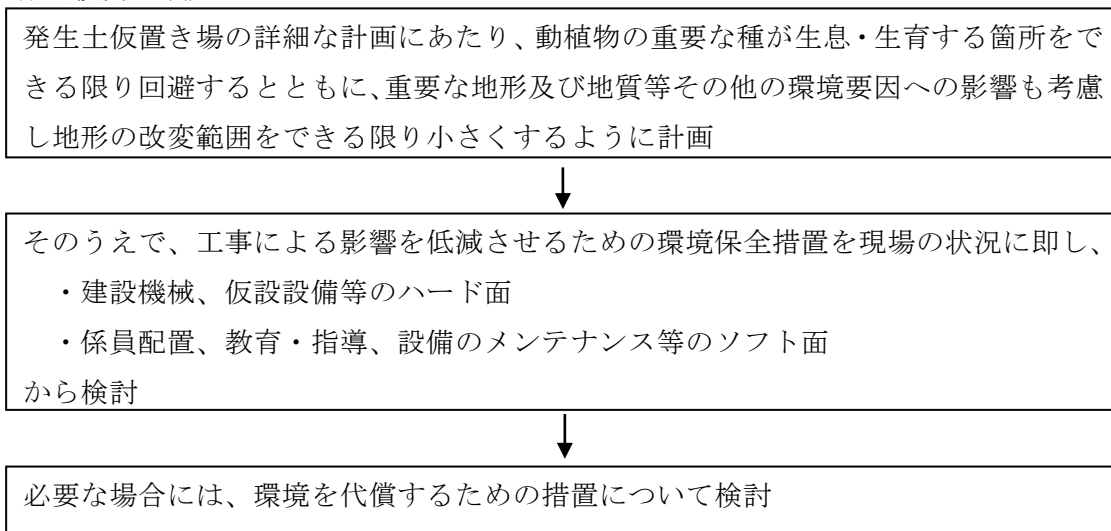 発生土仮置き場の詳細な計画にあたり、動植物の重要な種が生息・生育する箇所をで
きる限り回避するとともに、重要な地形及び地質等その他の環境要因への影響も考慮
し地形の改変範囲をできる限り小さくするように計画
そのうえで、工事による影響を低減させるための環境保全措置を現場の状況に即し、
・建設機械、仮設設備等のハード面
・係員配置、教育・指導、設備のメンテナンス等のソフト面
から検討
必要な場合には、環境を代償するための措置について検討